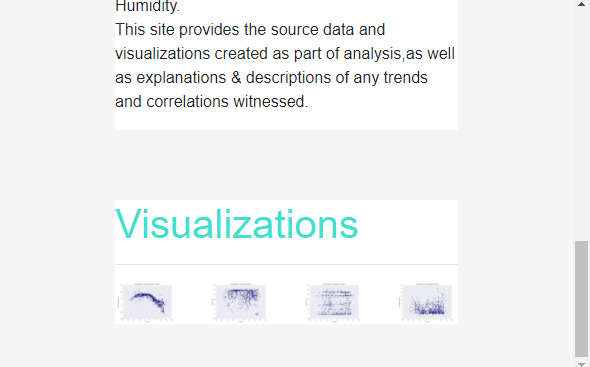 Humidity.
This site provides the source data and
visualizations created as part of analysis,as well
as explanations & descriptions of any trends
and correlations witnessed.
Visualizations